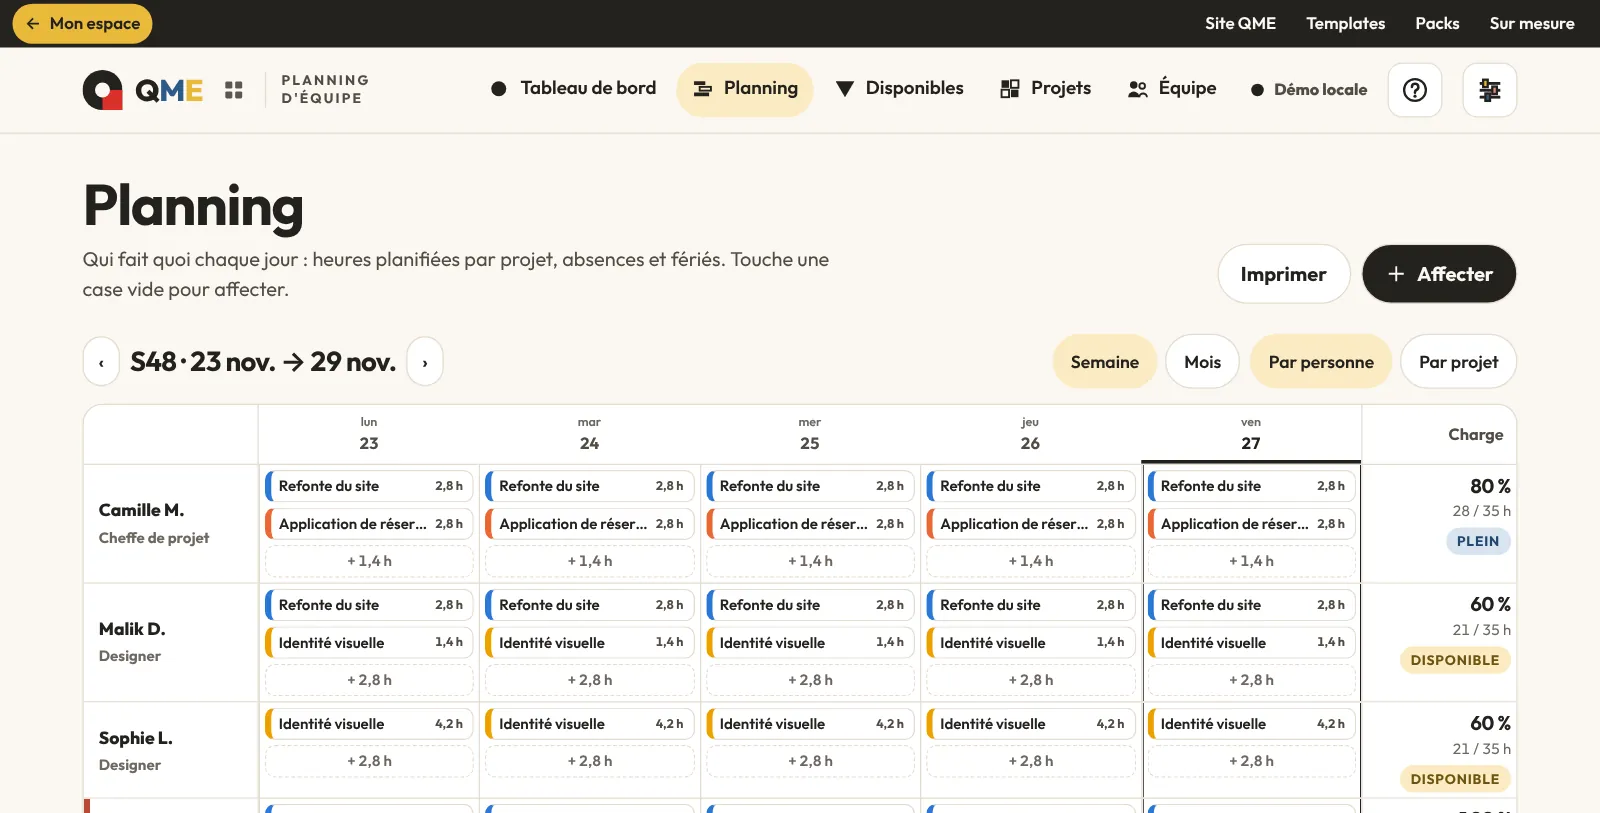 ← Mon espace
Site QME
Templates
Packs
Sur mesure
QME
PLANNING
D'ÉQUIPE
Tableau de bord
Planning
Disponibles
Projets
Équipe
Démo locale
Planning
Qui fait quoi chaque jour : heures planifiées par projet, absences et fériés. Touche une
case vide pour affecter.
Imprimer
+ Affecter
‹ S48 · 23 nov. → 29 nov. ›
Semaine
Mois
Par personne
Par projet
lun
23
mar
24
mer
25
jeu
26
ven
27
Charge
Camille M.
Cheffe de projet
Refonte du site 2,8 h
Application de réser... 2,8 h
+ 1,4 h
Refonte du site 2,8 h
Application de réser... 2,8 h
+ 1,4 h
Refonte du site 2,8 h
Application de réser... 2,8 h
+ 1,4 h
Refonte du site 2,8 h
Application de réser... 2,8 h
+ 1,4 h
Refonte du site 2,8 h
Application de réser... 2,8 h
+ 1,4 h
80 %
28 / 35 h
PLEIN
Malik D.
Designer
Refonte du site 2,8 h
Identité visuelle 1,4 h
+ 2,8 h
Refonte du site 2,8 h
Identité visuelle 1,4 h
+ 2,8 h
Refonte du site 2,8 h
Identité visuelle 1,4 h
+ 2,8 h
Refonte du site 2,8 h
Identité visuelle 1,4 h
+ 2,8 h
Refonte du site 2,8 h
Identité visuelle 1,4 h
+ 2,8 h
60 %
21 / 35 h
DISPONIBLE
Sophie L.
Designer
Identité visuelle 4,2 h
+ 2,8 h
Identité visuelle 4,2 h
+ 2,8 h
Identité visuelle 4,2 h
+ 2,8 h
Identité visuelle 4,2 h
+ 2,8 h
Identité visuelle 4,2 h
+ 2,8 h
60 %
21 / 35 h
DISPONIBLE